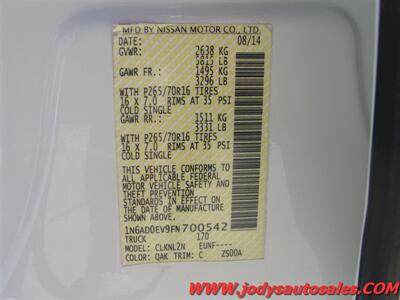 MFD BY NISSAN MOTOR CO., LTD.
DATE: 08/14
GVWR: 2638 KG
5815 LB
GAWR FR.: 1495 KG
3296 LB
WITH P265/70R16 TIRES
16 X 7.0 RIMS AT 35 PSI
COLD SINGLE
GAWR RR.: 1511 KG
3331 LB
WITH P265/70R16 TIRES
16 X 7.0 RIMS AT 35 PSI
COLD SINGLE
THIS VEHICLE CONFORMS TO
ALL APPLICABLE FEDERAL
MOTOR VEHICLE SAFETY
AND THEFT PREVENTION
STANDARDS IN EFFECT ON
THE DATE OF MANUFACTURE
SHOWN ABOVE.
1N6AD0EV9FN700542
TRUCK 170
MODEL: CLKNL2N EUNF----
COLOR: QAK TRIM: C ZS00A
www.jodysautosales.com